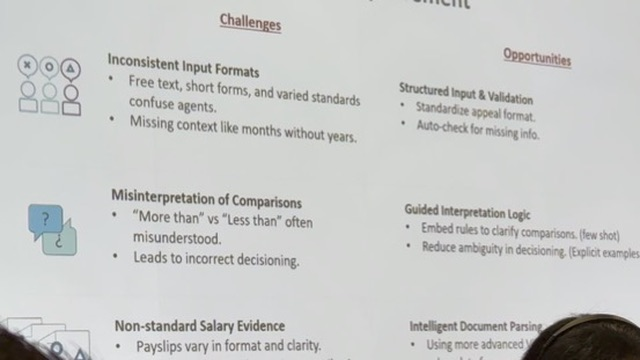 Challenges
Opportunities
Inconsistent Input Formats
• Free text, short forms, and varied standards
confuse agents.
• Missing context like months without years.
Structured Input & Validation
• Standardize appeal format.
• Auto-check for missing info.
Misinterpretation of Comparisons
• "More than" vs "Less than" often
misunderstood.
• Leads to incorrect decisioning.
Guided Interpretation Logic
• Embed rules to clarify comparisons. (few shot)
• Reduce ambiguity in decisioning. (Explicit examples
Non-standard Salary Evidence
• Payslips vary in format and clarity.
Intelligent Document Parsing
• Using more advanced